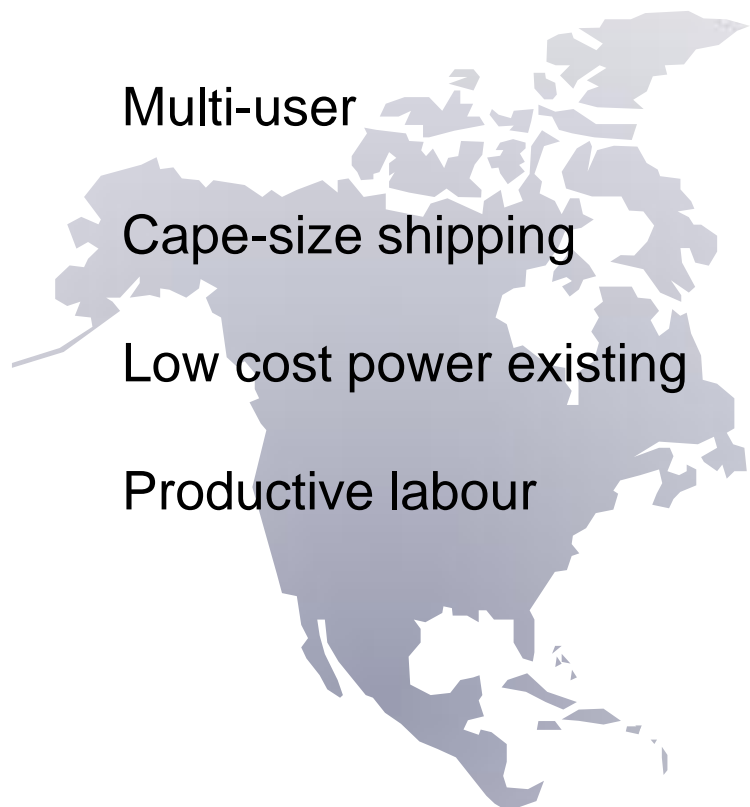 Multi-user
Cape-size shipping
Low cost power existing
Productive labour